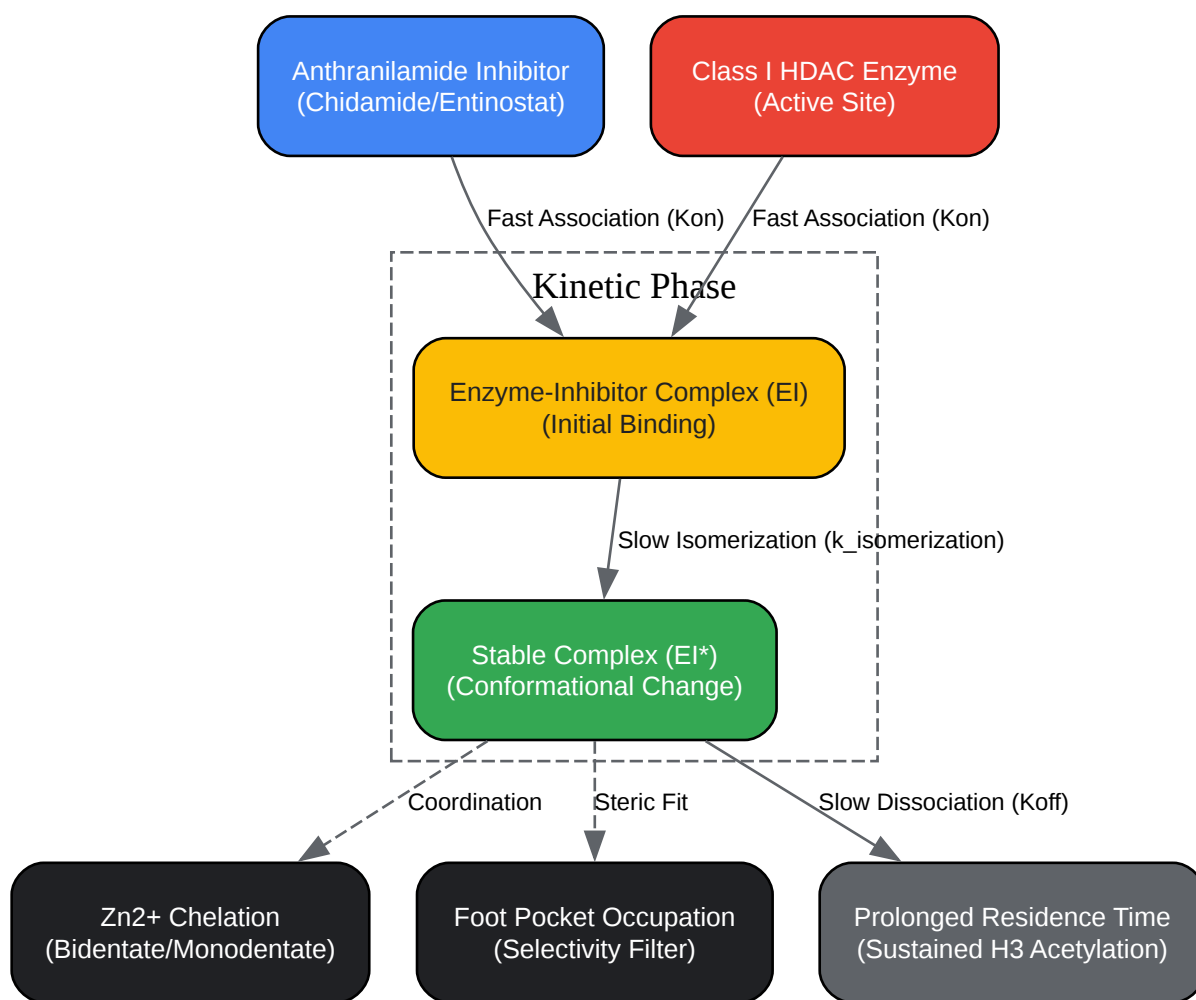 Anthranilamide Inhibitor
(Chidamide/Entinostat)
Class I HDAC Enzyme
(Active Site)
Fast Association (Kon)
Fast Association (Kon)
Kinetic Phase
Enzyme-Inhibitor Complex (EI)
(Initial Binding)
Slow Isomerization (k_isomerization)
Stable Complex (EI*)
(Conformational Change)
Coordination
Steric Fit
Slow Dissociation (Koff)
Zn2+ Chelation
(Bidentate/Monodentate)
Foot Pocket Occupation
(Selectivity Filter)
Prolonged Residence Time
(Sustained H3 Acetylation)